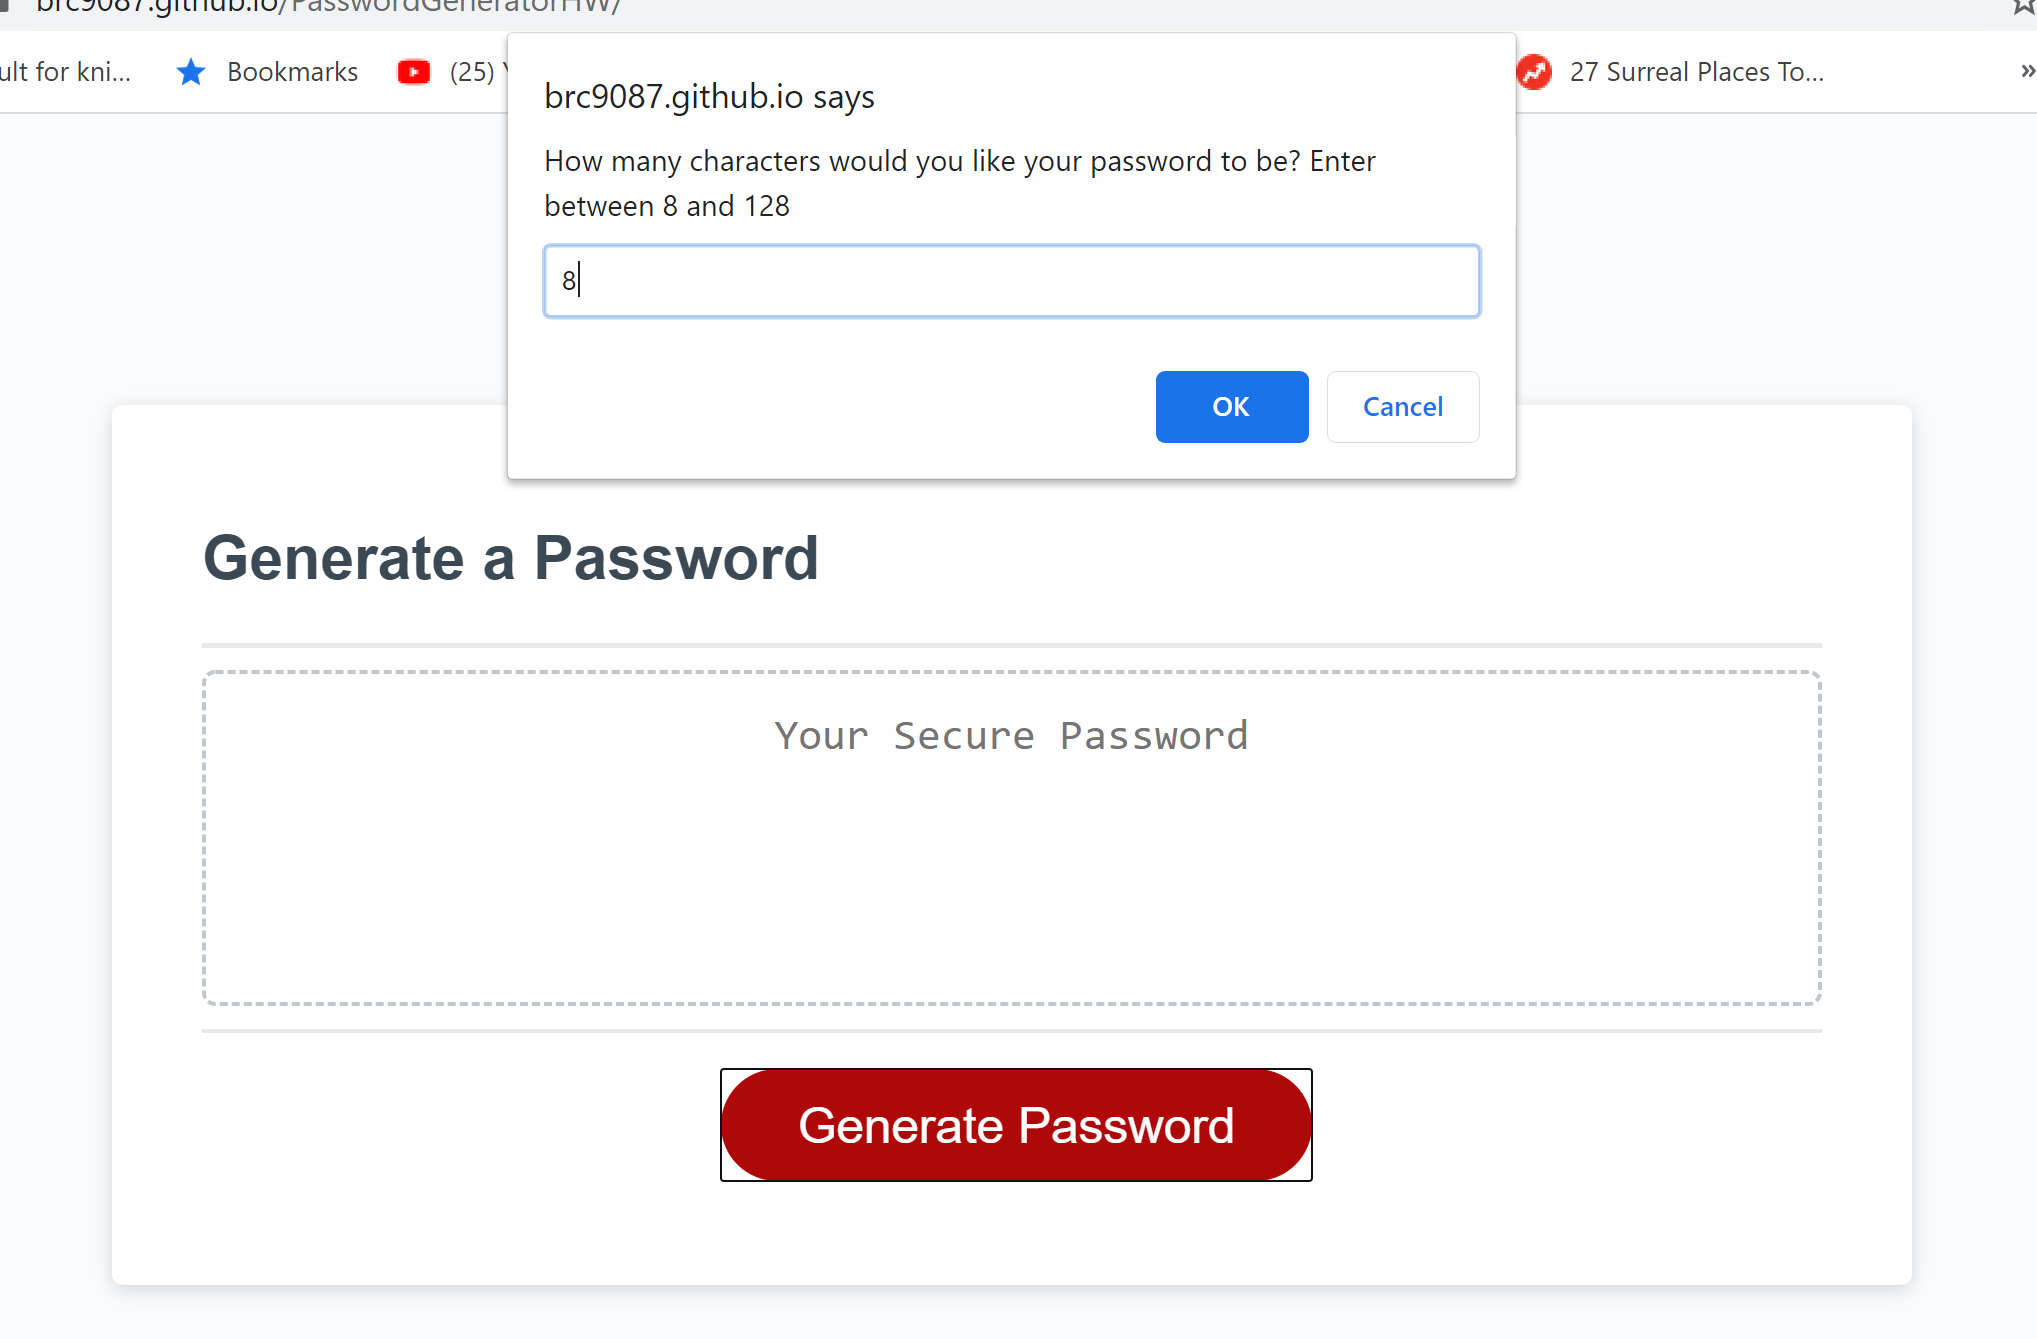 brc9087.github.io/PasswordGeneratorHW/
ult for kni... Bookmarks (25) 27 Surreal Places To... »
brc9087.github.io says
How many characters would you like your password to be? Enter
between 8 and 128
8
OK Cancel
Generate a Password
Your Secure Password
Generate Password